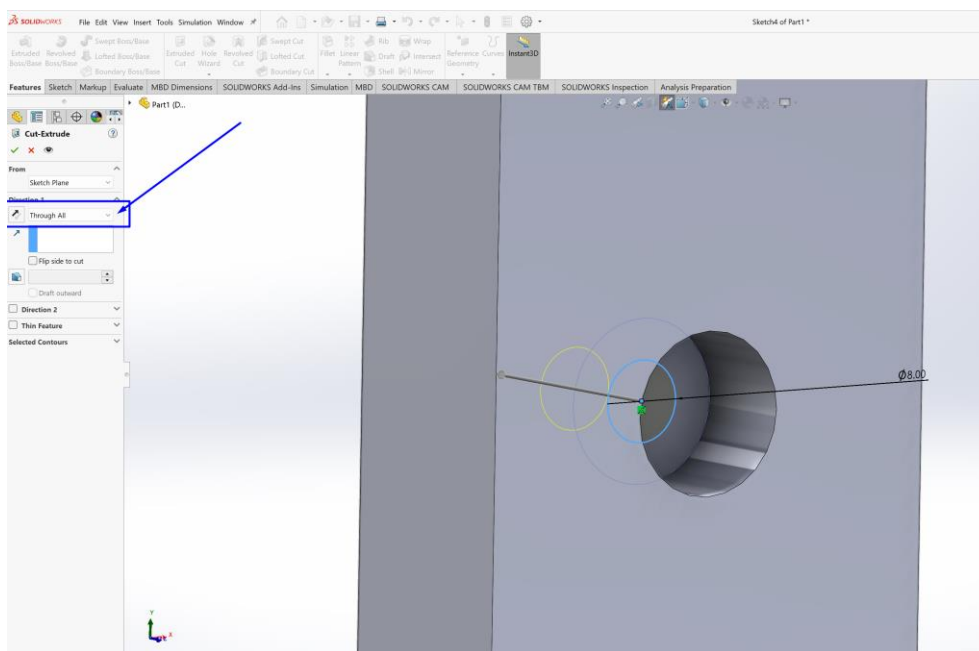 SOLIDWORKS File Edit View Insert Tools Simulation Window Sketch4 of Part1 *
Extruded Boss/Base Revolved Boss/Base Swept Boss/Base Lofted Boss/Base Boundary Boss/Base Extruded Cut Hole Wizard Revolved Cut Swept Cut Lofted Cut Boundary Cut Fillet Linear Pattern Rib Draft Shell Wrap Intersect Mirror Reference Geometry Curves Instant3D
Features Sketch Markup Evaluate MBD Dimensions SOLIDWORKS Add-Ins Simulation MBD SOLIDWORKS CAM SOLIDWORKS CAM TBM SOLIDWORKS Inspection Analysis Preparation
Part1 (D...
Cut-Extrude
From
Sketch Plane
Direction 1
Through All
Flip side to cut
Draft outward
Direction 2
Thin Feature
Selected Contours
Ø8.00
Y
X